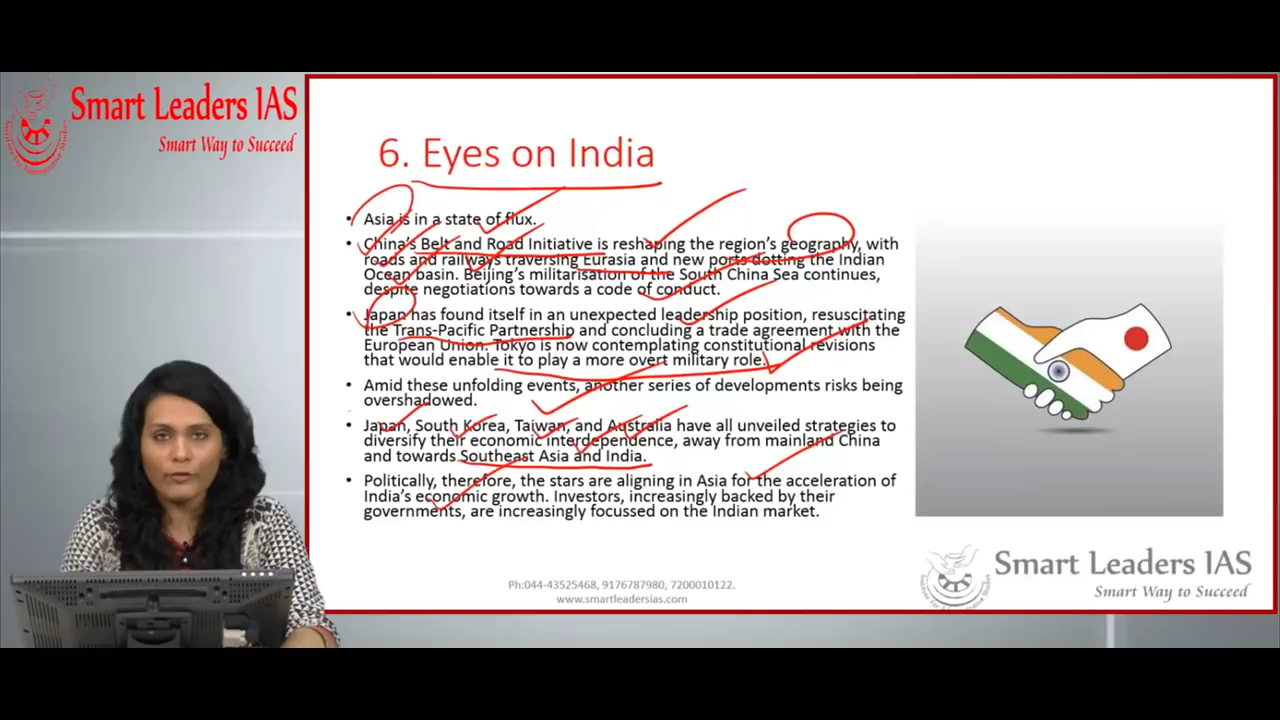 Smart Leaders IAS
Smart Way to Succeed
6. Eyes on India
• Asia is in a state of flux.
• China's Belt and Road Initiative is reshaping the region's geography, with
roads and railways traversing Eurasia and new ports dotting the Indian
Ocean basin. Beijing's militarisation of the South China Sea continues,
despite negotiations towards a code of conduct.
• Japan has found itself in an unexpected leadership position, resuscitating
the Trans-Pacific Partnership and concluding a trade agreement with the
European Union. Tokyo is now contemplating constitutional revisions
that would enable it to play a more overt military role.
• Amid these unfolding events, another series of developments risks being
overshadowed.
• Japan, South Korea, Taiwan, and Australia have all unveiled strategies to
diversify their economic interdependence, away from mainland China
and towards Southeast Asia and India.
• Politically, therefore, the stars are aligning in Asia for the acceleration of
India's economic growth. Investors, increasingly backed by their
governments, are increasingly focussed on the Indian market.
Smart Leaders IAS
Smart Way to Succeed
Ph:044-43525468, 9176787980, 7200010122.
www.smartleadersias.com